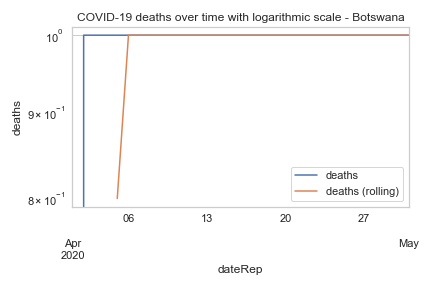 COVID-19 deaths over time with logarithmic scale - Botswana
10⁰
9 × 10⁻¹
8 × 10⁻¹
deaths
deaths
deaths (rolling)
06 13 20 27
Apr May
2020
dateRep